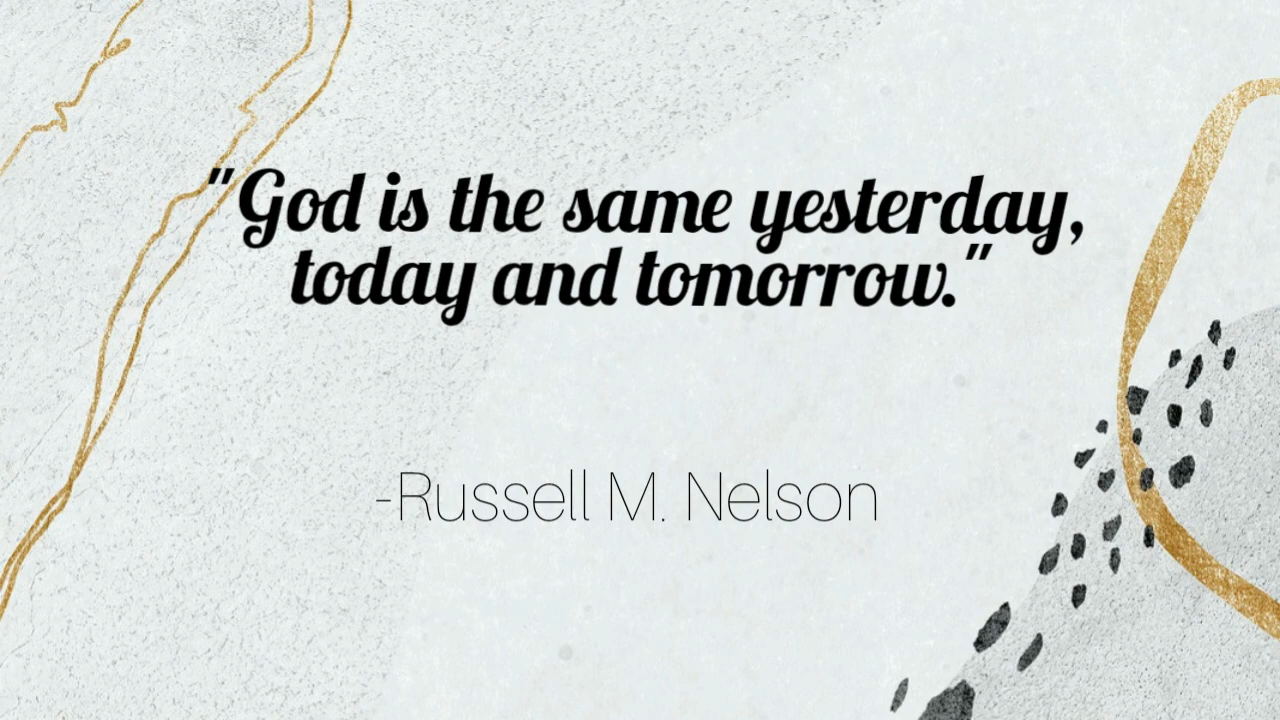 "God is the same yesterday,
today and tomorrow."
-Russell M. Nelson